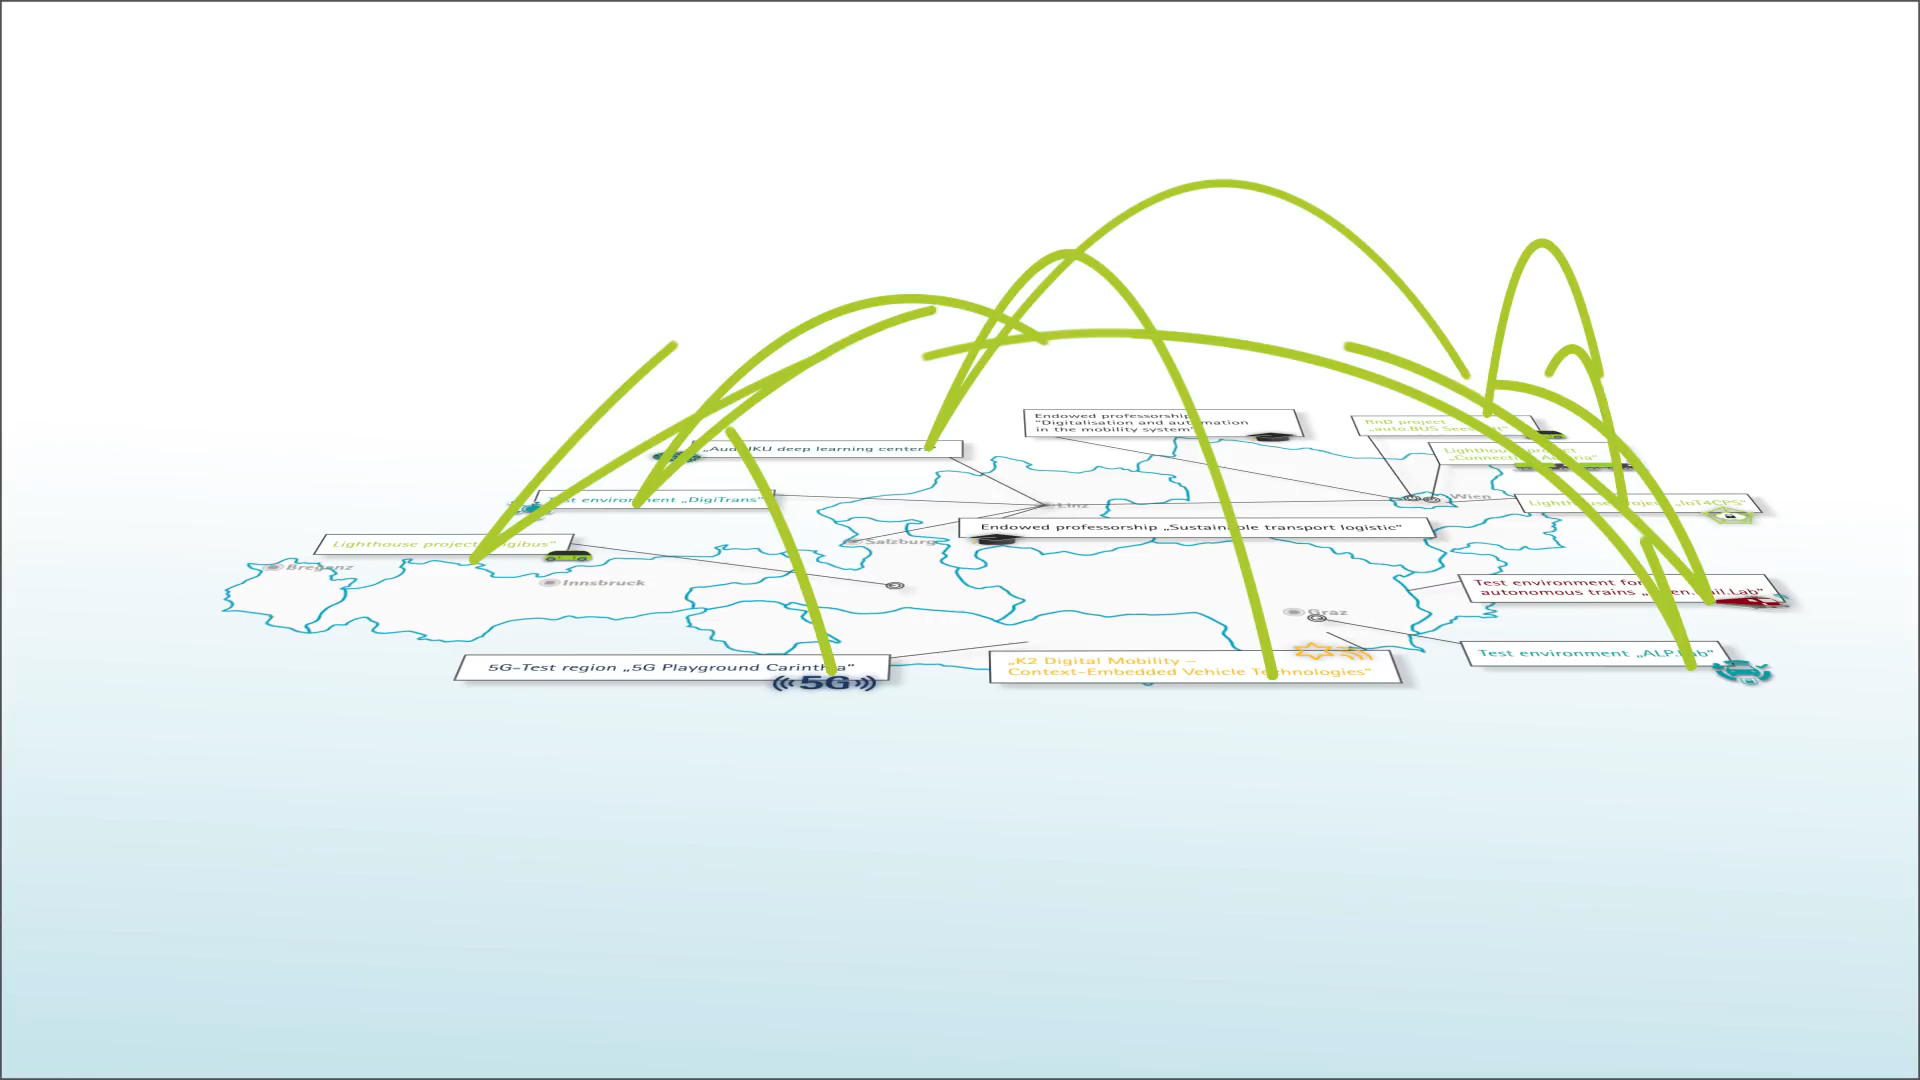 Endowed professorship
"Digitalisation and automation
in the mobility system"
RnD project
„auto.BUS
„Audi JKU deep learning center"
Lighthouse project
„Connecting Austria"
Test environment „DigiTrans"
Linz
Wien
Lighthouse project „IoT4CPS"
Endowed professorship „Sustainable transport logistic"
Salzburg
Lighthouse project „Digibus"
Bregenz
Innsbruck
Test environment for
autonomous trains „Open.Rail.Lab"
Graz
5G-Test region „5G Playground Carinthia"
5G
„K2 Digital Mobility –
Context-Embedded Vehicle Technologies"
Test environment „ALP.Lab"